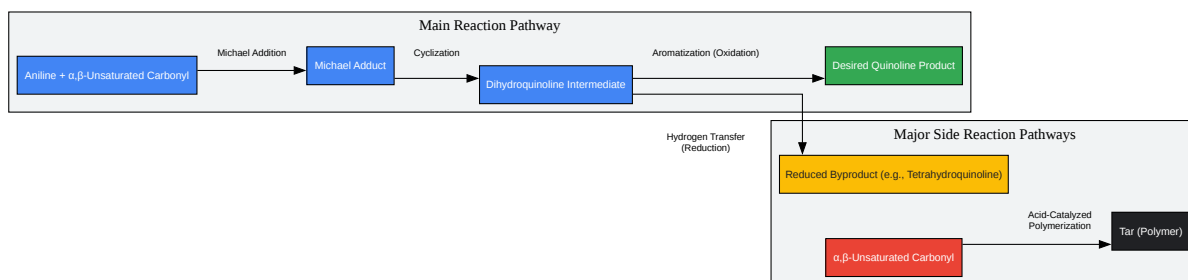 Main Reaction Pathway
Michael Addition
Cyclization
Aromatization (Oxidation)
Aniline + α,β-Unsaturated Carbonyl
Michael Adduct
Dihydroquinoline Intermediate
Desired Quinoline Product
Hydrogen Transfer
(Reduction)
Major Side Reaction Pathways
Reduced Byproduct (e.g., Tetrahydroquinoline)
Acid-Catalyzed
Polymerization
α,β-Unsaturated Carbonyl
Tar (Polymer)